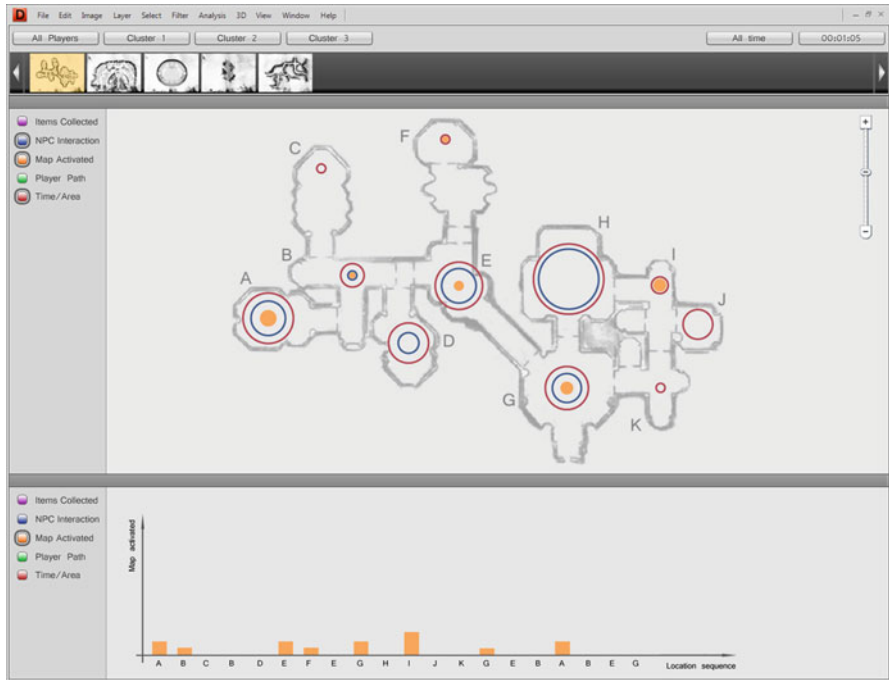 D File Edit Image Layer Select Filter Analysis 3D View Window Help
All Players Cluster 1 Cluster 2 Cluster 3 All time 00:01:05
Items Collected
NPC Interaction
Map Activated
Player Path
Time/Area
F
C
H
B
E
I
A
J
D
G
K
Items Collected
NPC Interaction
Map Activated
Player Path
Time/Area
Map activated
A B C B D E F E G H I J K G E B A B E G Location sequence